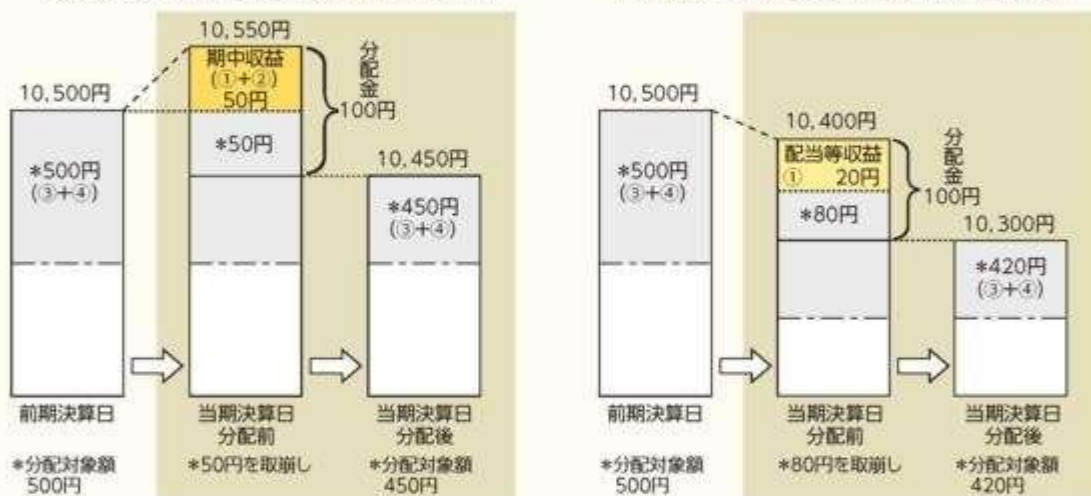 10,500円
*500円
(③+④)
前期決算日
*分配対象額
500円
10,550円
期中収益
(①+②)
50円
*50円
分配金
100円
当期決算日
分配前
*50円を取崩し
10,450円
*450円
(③+④)
当期決算日
分配後
*分配対象額
450円
10,500円
*500円
(③+④)
前期決算日
*分配対象額
500円
10,400円
配当等収益
① 20円
*80円
分配金
100円
当期決算日
分配前
*80円を取崩し
10,300円
*420円
(③+④)
当期決算日
分配後
*分配対象額
420円